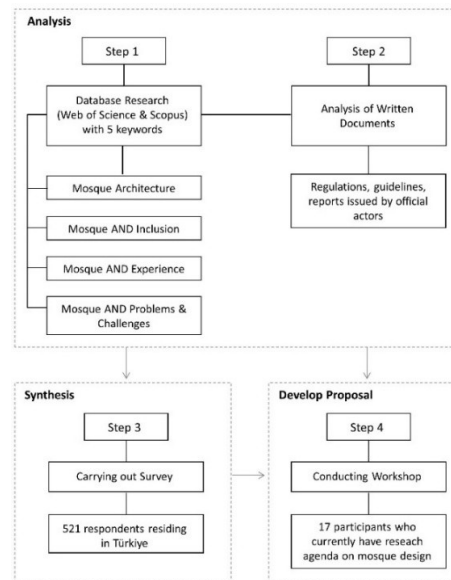 Analysis
Step 1
Step 2
Database Research
(Web of Science & Scopus)
with 5 keywords
Analysis of Written
Documents
Mosque Architecture
Regulations, guidelines,
reports issued by official
actors
Mosque AND Inclusion
Mosque AND Experience
Mosque AND Problems &
Challenges
Synthesis
Step 3
Carrying out Survey
521 respondents residing
in Türkiye
Develop Proposal
Step 4
Conducting Workshop
17 participants who
currently have reseach
agenda on mosque design